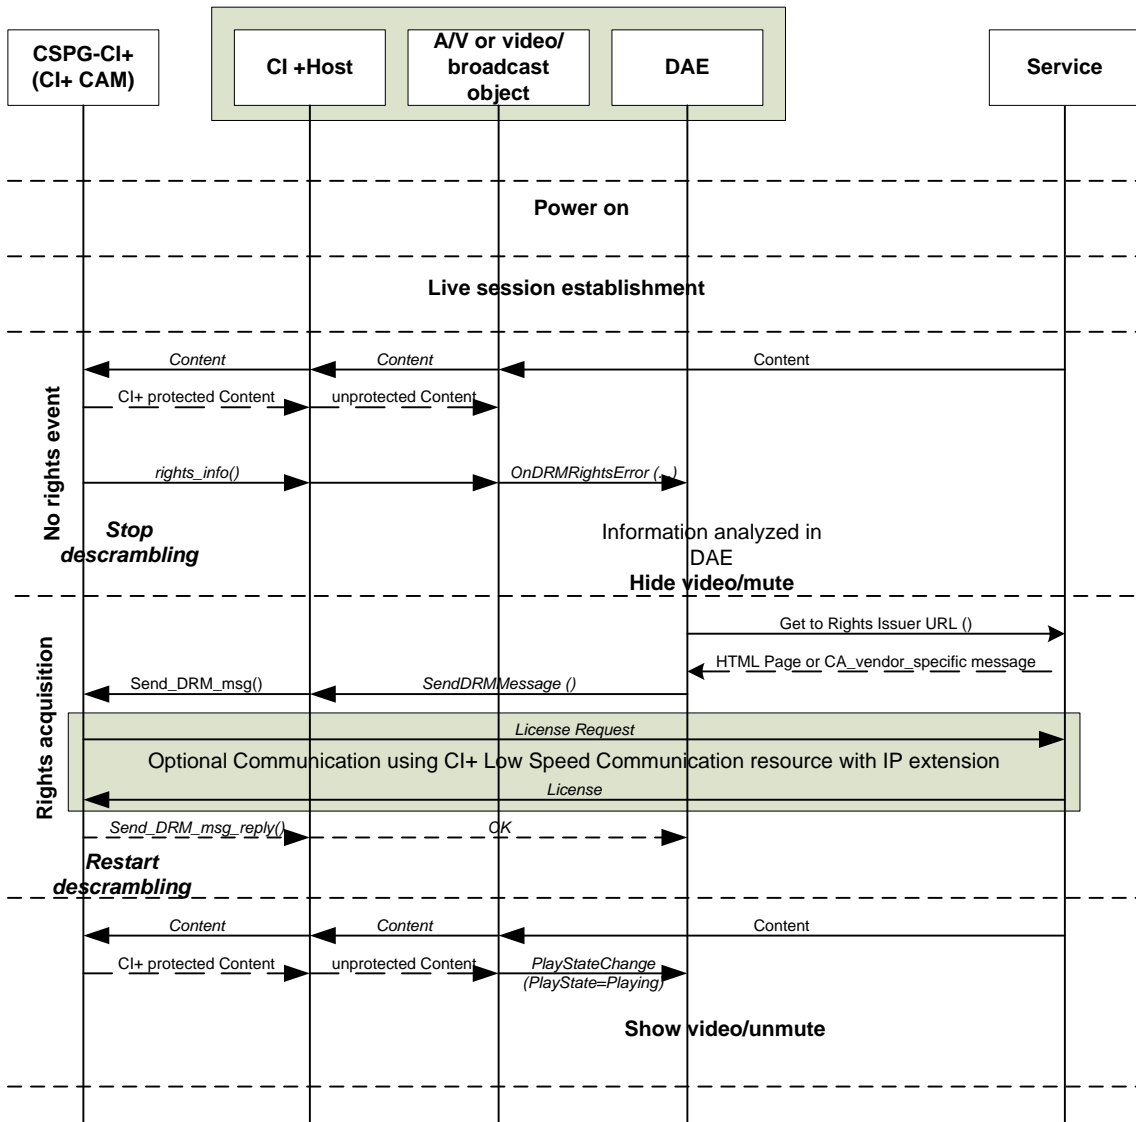 CSPG-CI+
(CI+ CAM)
CI +Host
A/V or video/
broadcast
object
DAE
Service
Power on
Live session establishment
No rights event
Content
Content
Content
CI+ protected Content
unprotected Content
rights_info()
OnDRMRightsError (...)
Stop
descrambling
Information analyzed in
DAE
Hide video/mute
Rights acquisition
Get to Rights Issuer URL ()
HTML Page or CA_vendor_specific message
Send_DRM_msg()
SendDRMMessage ()
License Request
Optional Communication using CI+ Low Speed Communication resource with IP extension
License
Send_DRM_msg_reply()
OK
Restart
descrambling
Content
Content
Content
CI+ protected Content
unprotected Content
PlayStateChange
(PlayState=Playing)
Show video/unmute